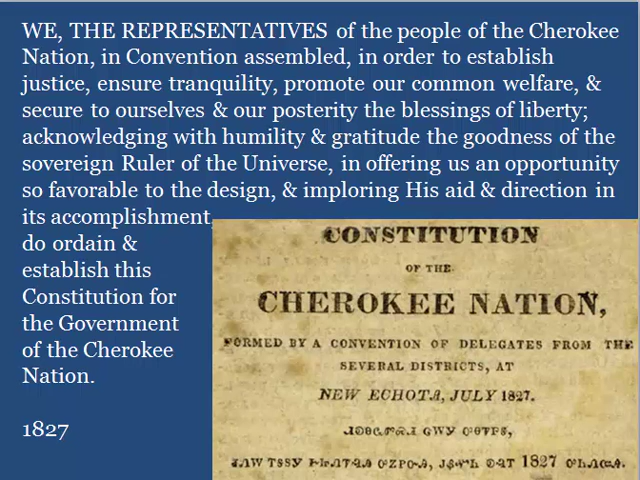 WE, THE REPRESENTATIVES of the people of the Cherokee
Nation, in Convention assembled, in order to establish
justice, ensure tranquility, promote our common welfare, &
secure to ourselves & our posterity the blessings of liberty;
acknowledging with humility & gratitude the goodness of the
sovereign Ruler of the Universe, in offering us an opportunity
so favorable to the design, & imploring His aid & direction in
its accomplishment,
do ordain &
establish this
Constitution for
the Government
of the Cherokee
Nation.
1827
CONSTITUTION
OF THE
CHEROKEE NATION,
FORMED BY A CONVENTION OF DELEGATES FROM THE
SEVERAL DISTRICTS, AT
NEW ECHOTA, JULY 1827.
ᏣᎳᎩ
1827